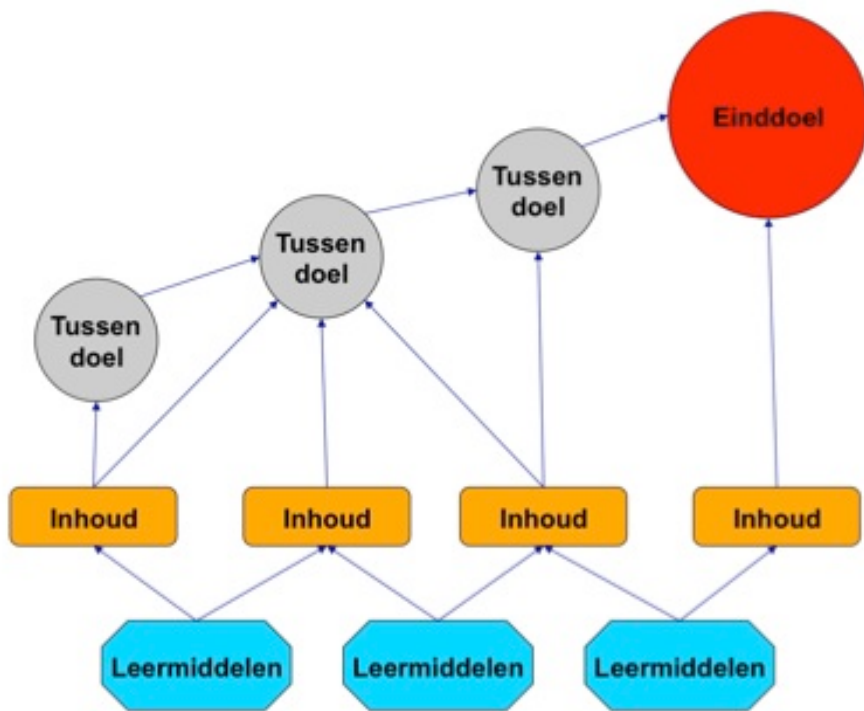 Einddoel
Tussen
doel
Tussen
doel
Tussen
doel
Inhoud
Inhoud
Inhoud
Inhoud
Leermiddelen
Leermiddelen
Leermiddelen